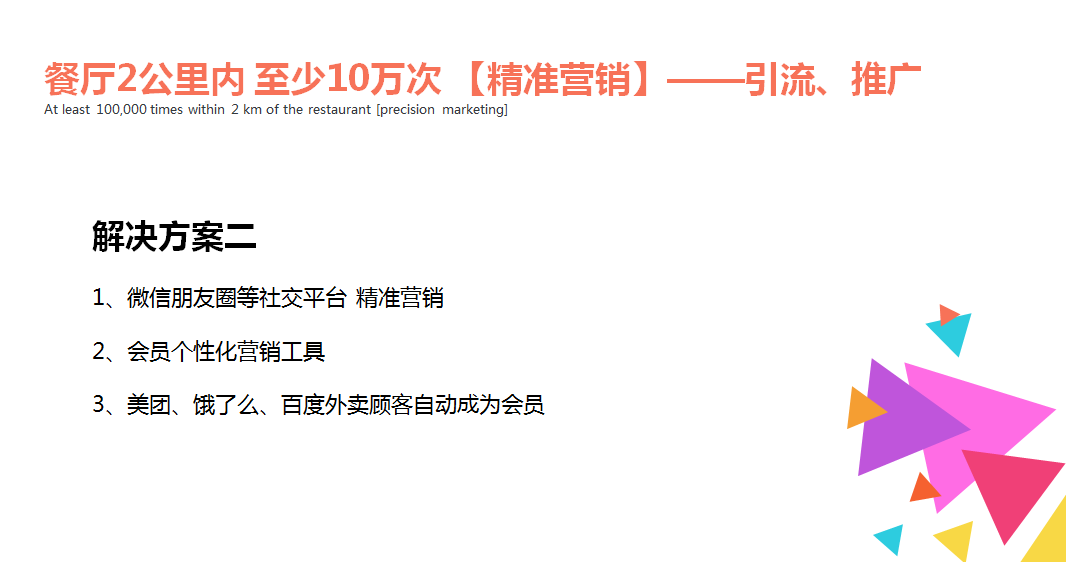 餐厅2公里内 至少10万次 【精准营销】——引流、推广
At least 100,000 times within 2 km of the restaurant [precision marketing]
解决方案二
1、微信朋友圈等社交平台 精准营销
2、会员个性化营销工具
3、美团、饿了么、百度外卖顾客自动成为会员